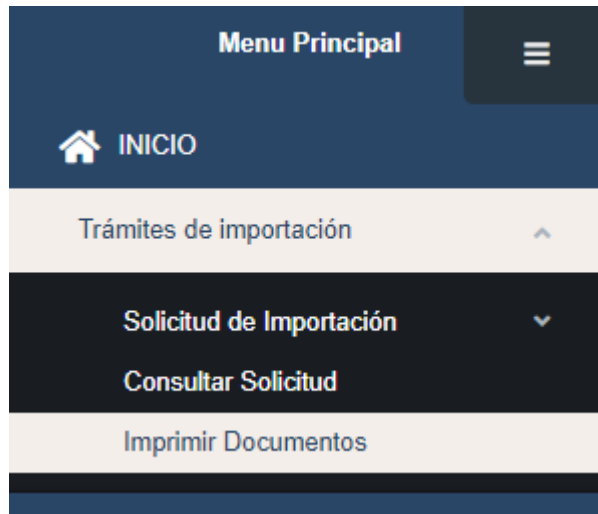 Menu Principal
INICIO
Trámites de importación
Solicitud de Importación
Consultar Solicitud
Imprimir Documentos